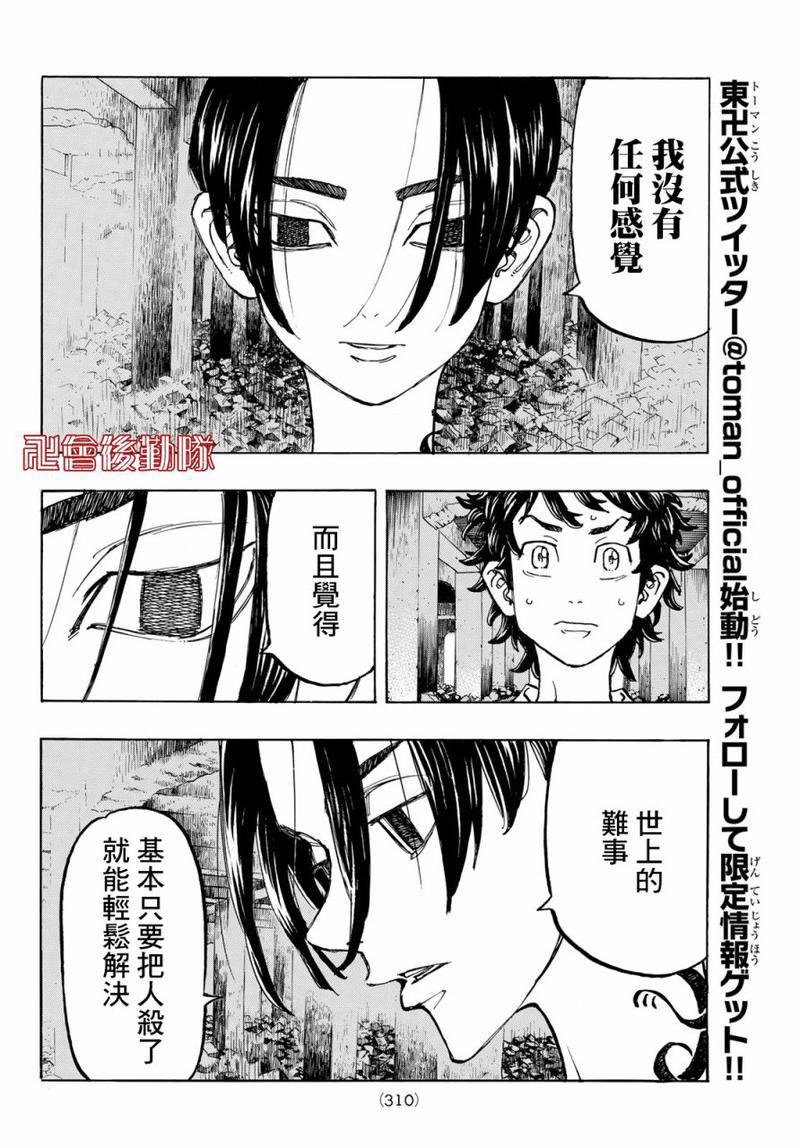 東卍公式ツイッター@toman_official始動!! フォローして限定情報ゲット!!
トーマン こう しき
し どう
げん てい じょう ほう
我沒有
任何感覺
卍會後勤隊
而且覺得
世上的
難事
基本只要把人殺了
就能輕鬆解決
(310)